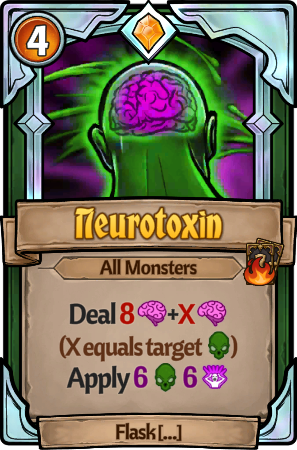 4
Neurotoxin
All Monsters
Deal 8 + X
(X equals target )
Apply 6 6
Flask [...]